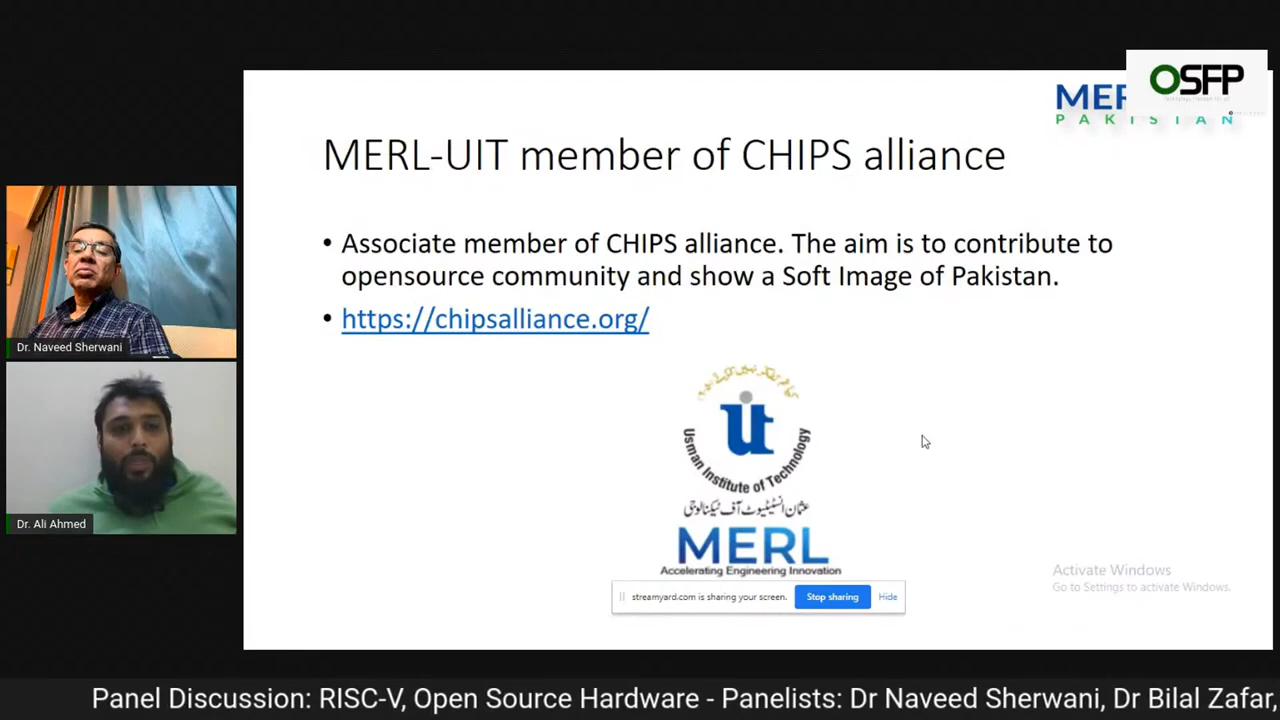 OSFP
MER
PAKISTAN
MERL-UIT member of CHIPS alliance
• Associate member of CHIPS alliance. The aim is to contribute to
opensource community and show a Soft Image of Pakistan.
• https://chipsalliance.org/
ut
Usman Institute of Technology
عثمان انسٹیٹیوٹ آف ٹیکنالوجی
MERL
Accelerating Engineering Innovation
streamyard.com is sharing your screen.
Stop sharing
Hide
Activate Windows
Go to Settings to activate Windows.
Dr. Naveed Sherwani
Dr. Ali Ahmed
Panel Discussion: RISC-V, Open Source Hardware - Panelists: Dr Naveed Sherwani, Dr Bilal Zafar,